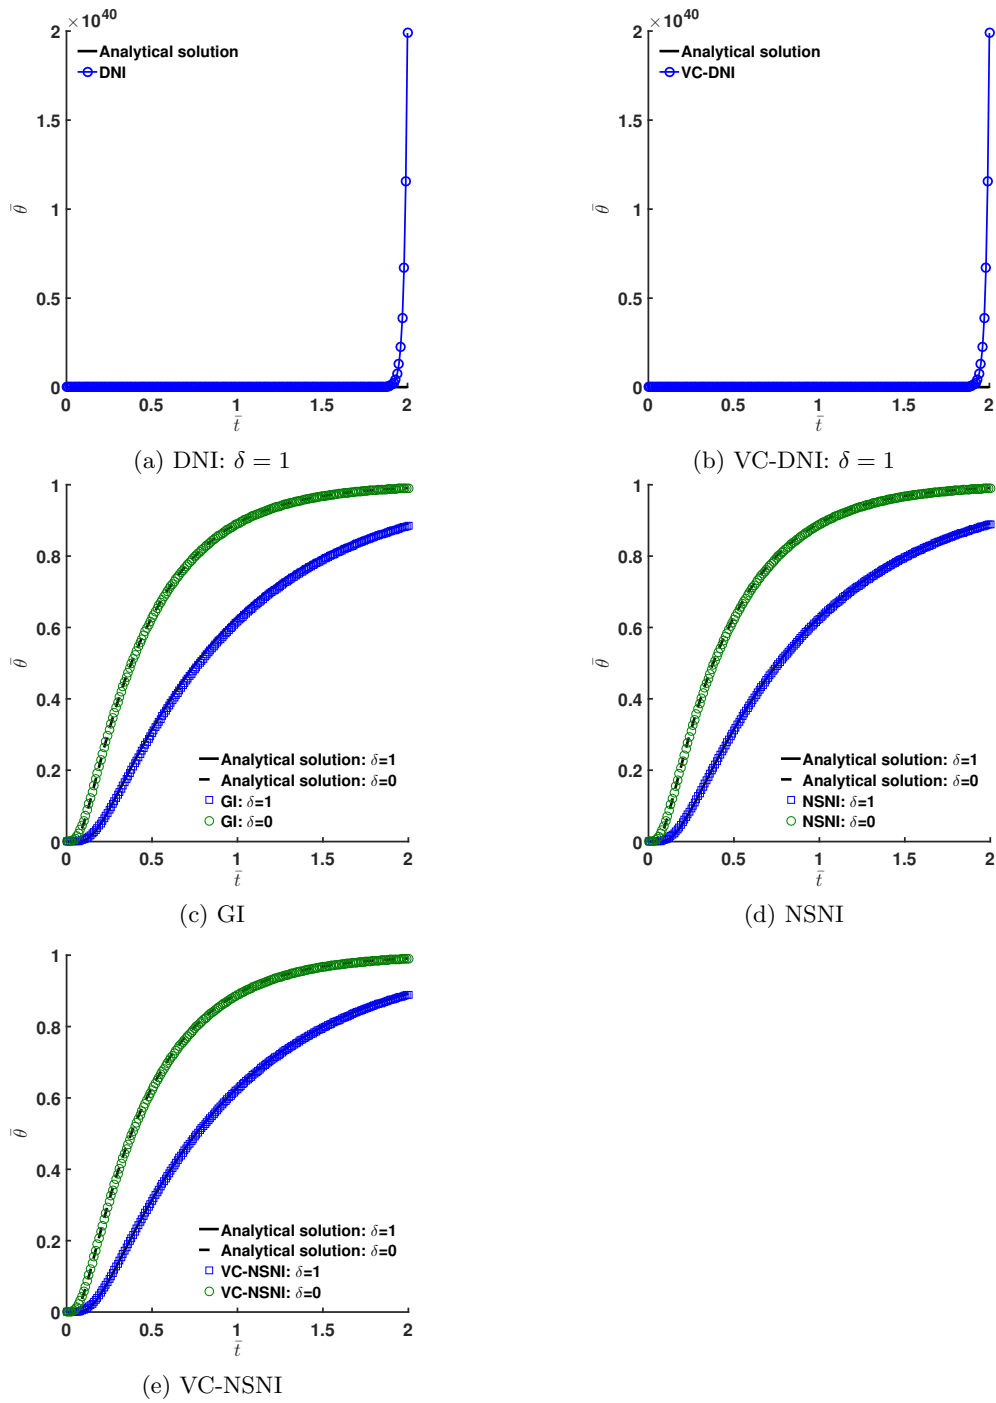 ×10⁴⁰
2
1.5
1
0.5
0
Analytical solution
DNI
θ̄
0 0.5 1 1.5 2
t̄
(a) DNI: δ = 1
×10⁴⁰
2
1.5
1
0.5
0
Analytical solution
VC-DNI
θ̄
0 0.5 1 1.5 2
t̄
(b) VC-DNI: δ = 1
1
0.8
0.6
0.4
0.2
0
θ̄
Analytical solution: δ=1
Analytical solution: δ=0
GI: δ=1
GI: δ=0
0 0.5 1 1.5 2
t̄
(c) GI
1
0.8
0.6
0.4
0.2
0
θ̄
Analytical solution: δ=1
Analytical solution: δ=0
NSNI: δ=1
NSNI: δ=0
0 0.5 1 1.5 2
t̄
(d) NSNI
1
0.8
0.6
0.4
0.2
0
θ̄
Analytical solution: δ=1
Analytical solution: δ=0
VC-NSNI: δ=1
VC-NSNI: δ=0
0 0.5 1 1.5 2
t̄
(e) VC-NSNI